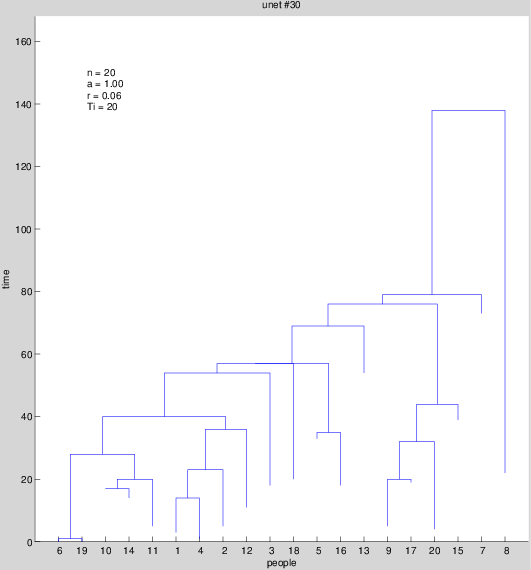 unet #30
160
n = 20
a = 1.00
r = 0.06
Ti = 20
140
120
100
80
60
40
20
0
time
6 19 10 14 11 1 4 2 12 3 18 5 16 13 9 17 20 15 7 8
people